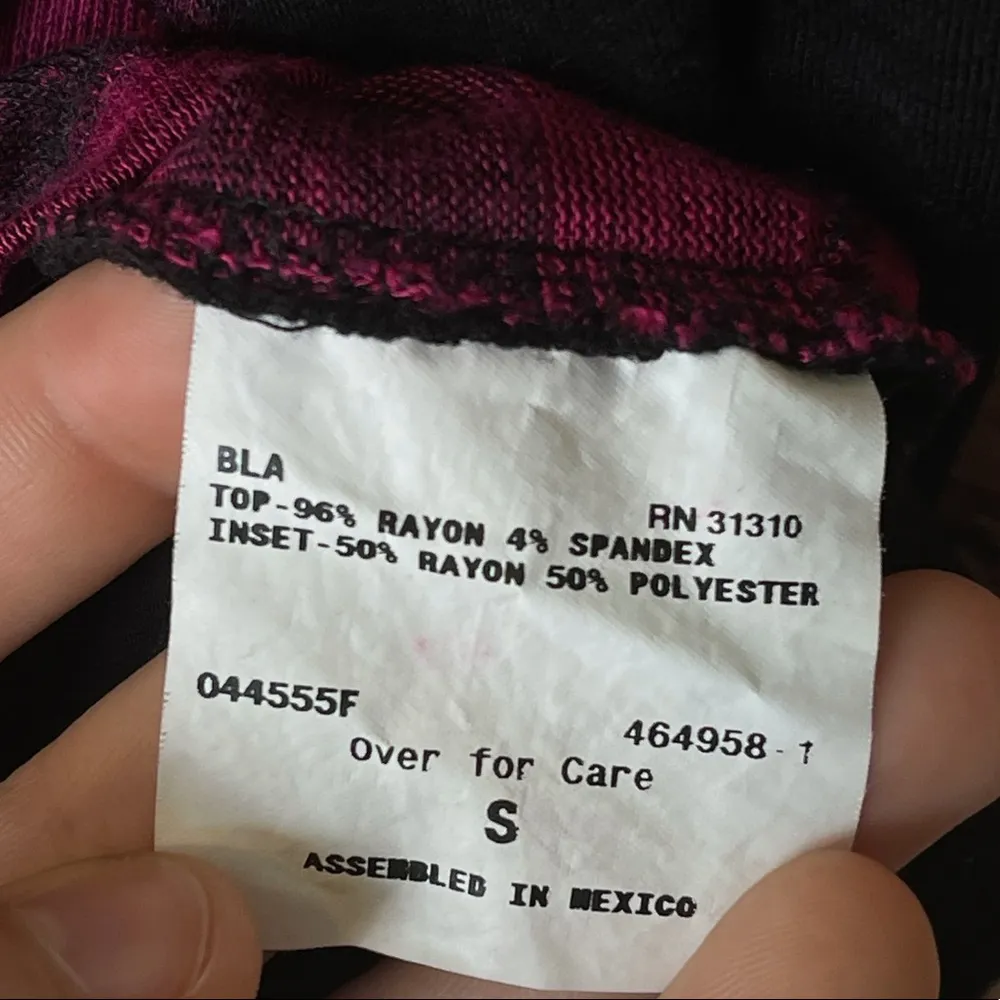 BLA
RN 31310
TOP-96% RAYON 4% SPANDEX
INSET-50% RAYON 50% POLYESTER
044555F
464958-1
Over for Care
S
ASSEMBLED IN MEXICO